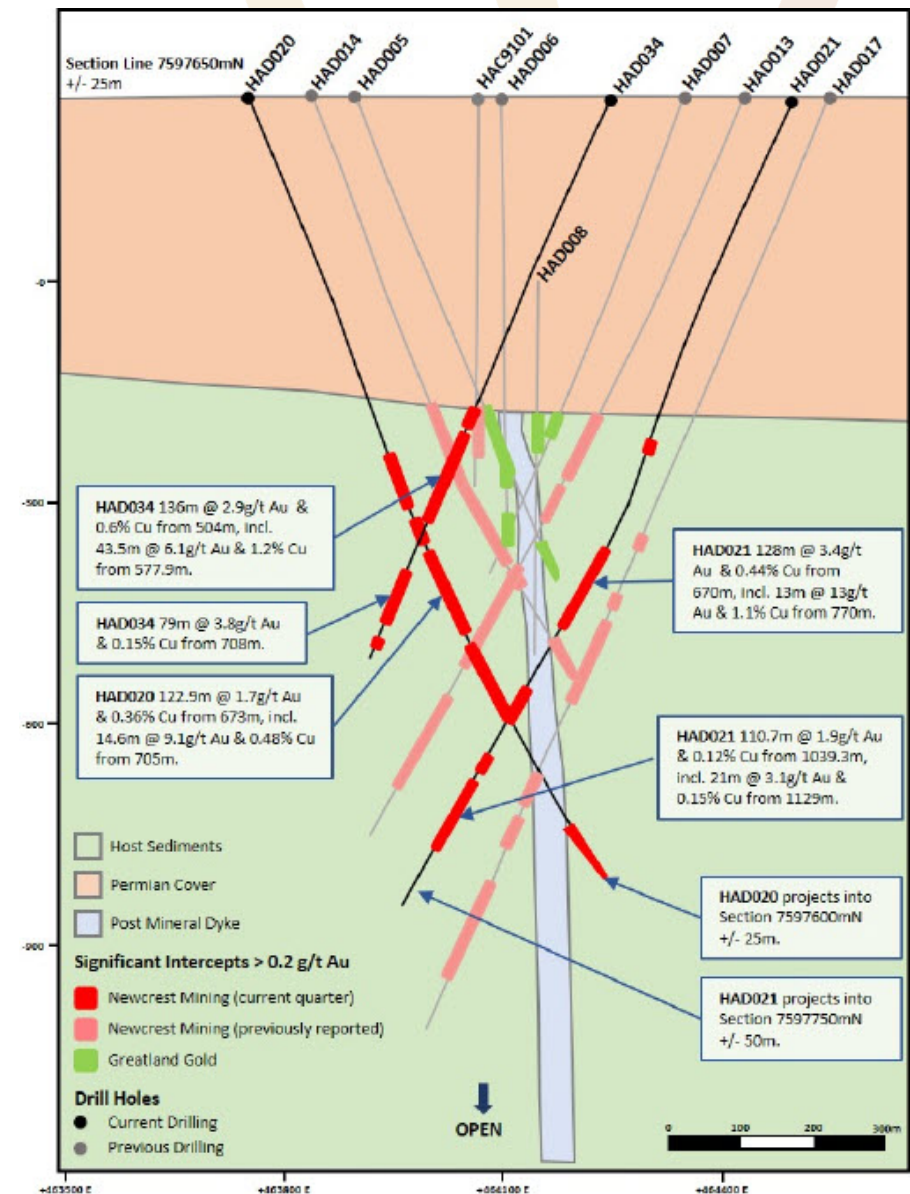 Section Line 7597650mN
+/- 25m
HAD020
HAD014
HAD005
HAC9101
HAD006
HAD034
HAD007
HAD013
HAD021
HAD017
HAD008
-0
-300
-600
-900
HAD034 136m @ 2.9g/t Au &
0.6% Cu from 504m, incl.
43.5m @ 6.1g/t Au & 1.2% Cu
from 577.9m.
HAD034 79m @ 3.8g/t Au
& 0.15% Cu from 708m.
HAD020 122.9m @ 1.7g/t Au
& 0.36% Cu from 673m, incl.
14.6m @ 9.1g/t Au & 0.48% Cu
from 705m.
HAD021 128m @ 3.4g/t
Au & 0.44% Cu from
670m, incl. 13m @ 13g/t
Au & 1.1% Cu from 770m.
HAD021 110.7m @ 1.9g/t Au
& 0.12% Cu from 1039.3m,
incl. 21m @ 3.1g/t Au &
0.15% Cu from 1129m.
HAD020 projects into
Section 7597600mN
+/- 25m.
HAD021 projects into
Section 7597750mN
+/- 50m.
Host Sediments
Permian Cover
Post Mineral Dyke
Significant Intercepts > 0.2 g/t Au
Newcrest Mining (current quarter)
Newcrest Mining (previously reported)
Greatland Gold
Drill Holes
Current Drilling
Previous Drilling
OPEN
0 100 200 300m
+463500 E
+463800 E
+464100 E
+464400 E